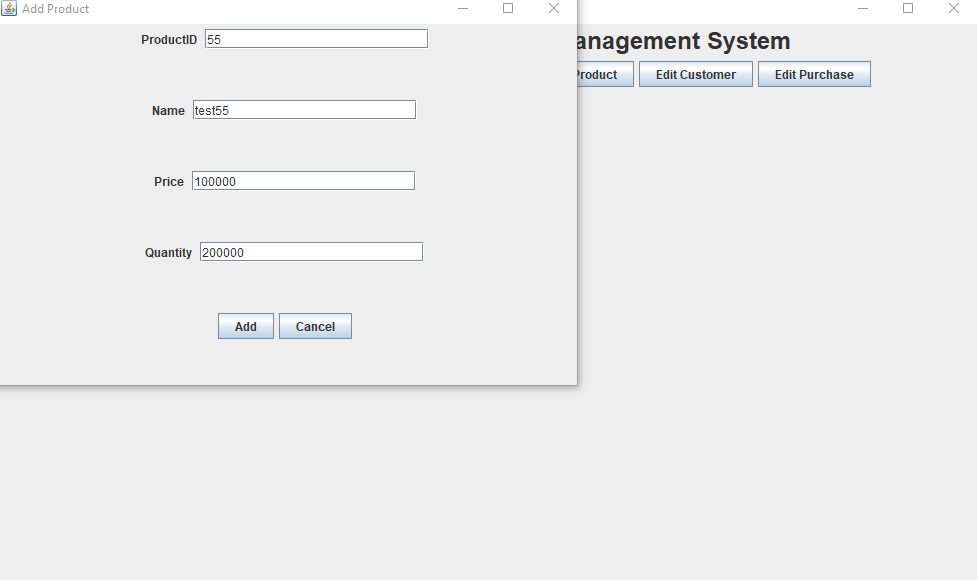 Add Product
ProductID 55
Name test55
Price 100000
Quantity 200000
Add Cancel
anagement System
Product Edit Customer Edit Purchase